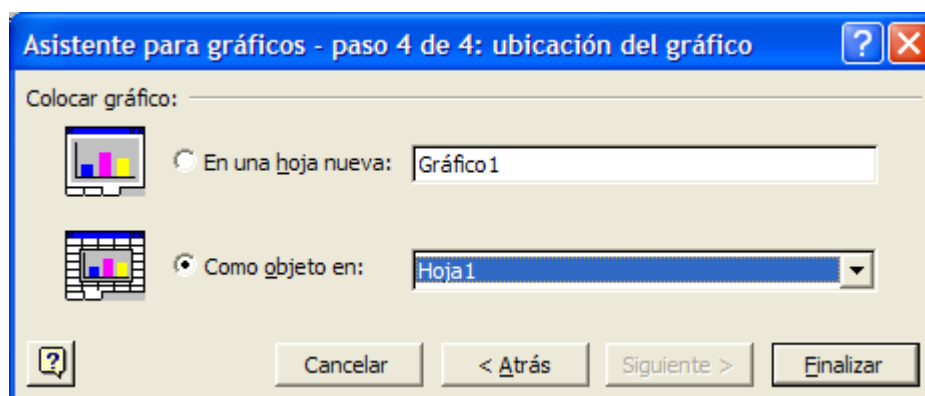 Asistente para gráficos - paso 4 de 4: ubicación del gráfico
Colocar gráfico:
En una hoja nueva: Gráfico1
Como objeto en: Hoja1
Cancelar < Atrás Siguiente > Finalizar